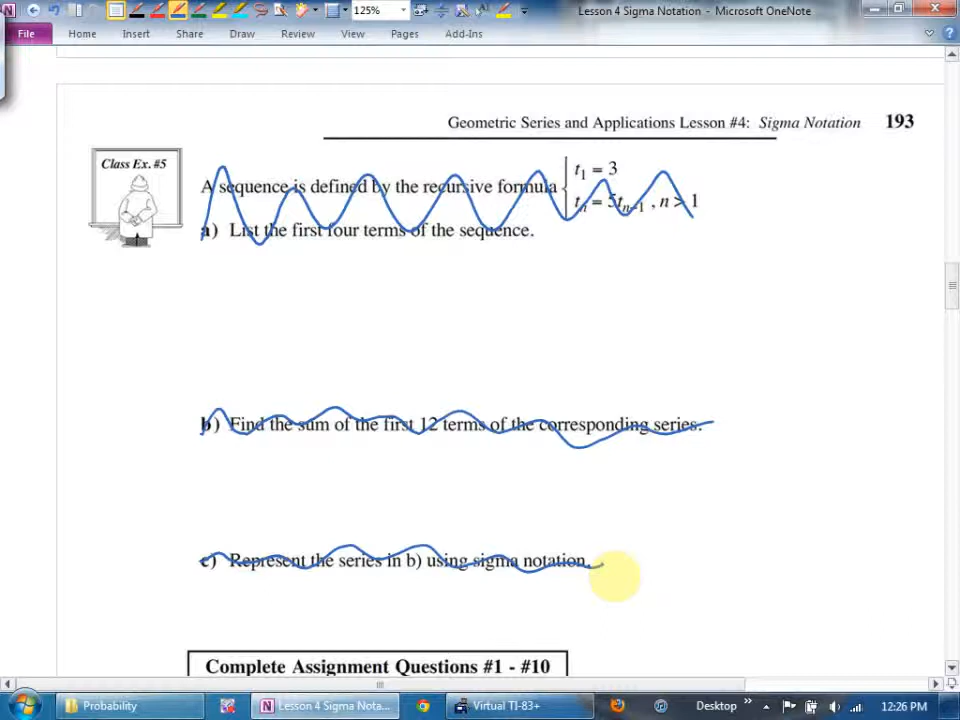 125%
Lesson 4 Sigma Notation - Microsoft OneNote
File Home Insert Share Draw Review View Pages Add-Ins
Geometric Series and Applications Lesson #4: Sigma Notation 193
Class Ex. #5
A sequence is defined by the recursive formula { t₁ = 3
tₙ = 5tₙ₋₁ , n > 1
a) List the first four terms of the sequence.
b) Find the sum of the first 12 terms of the corresponding series.
c) Represent the series in b) using sigma notation.
Complete Assignment Questions #1 - #10
Probability
Lesson 4 Sigma Nota...
Virtual TI-83+
Desktop
12:26 PM